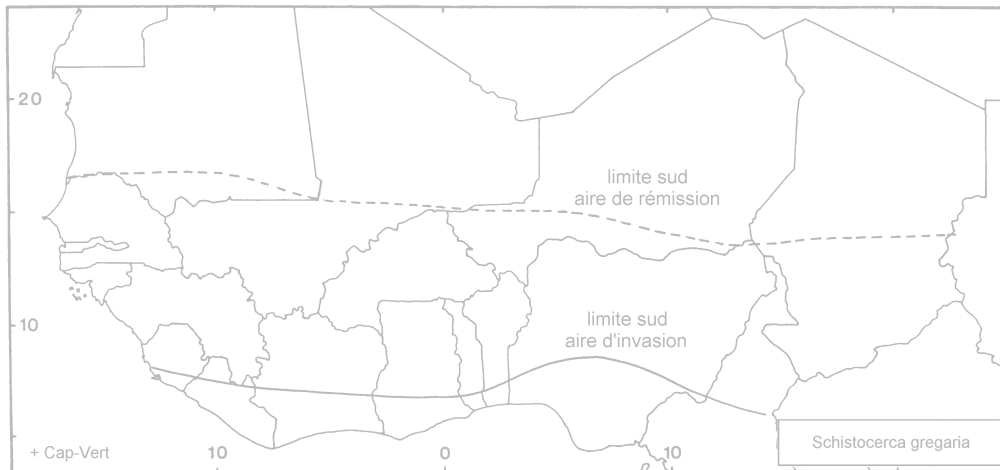 20
limite sud
aire de rémission
10
limite sud
aire d'invasion
+ Cap-Vert
10
0
10
Schistocerca gregaria